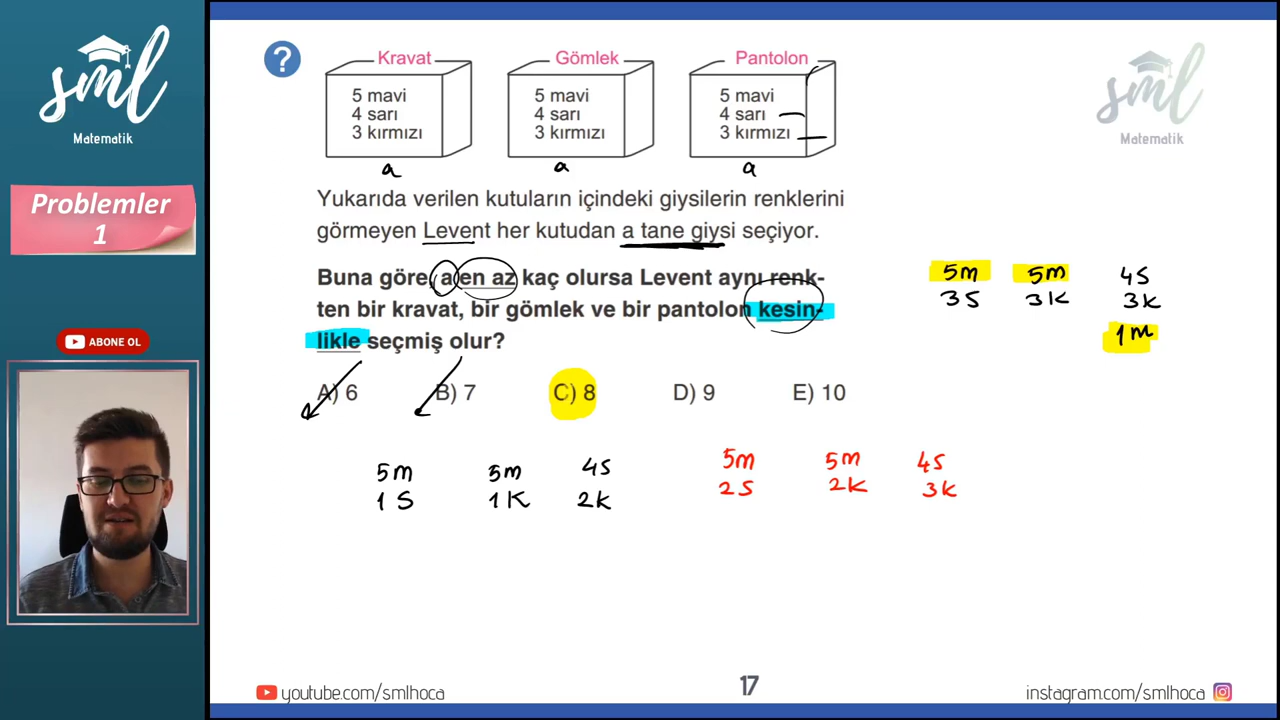 sml
Matematik
Problemler
1
ABONE OL
?
Kravat
5 mavi
4 sarı
3 kırmızı
a
Gömlek
5 mavi
4 sarı
3 kırmızı
a
Pantolon
5 mavi
4 sarı
3 kırmızı
a
sml
Matematik
Yukarıda verilen kutuların içindeki giysilerin renklerini
görmeyen Levent her kutudan a tane giysi seçiyor.
Buna göre, a en az kaç olursa Levent aynı renk-
ten bir kravat, bir gömlek ve bir pantolon kesin-
likle seçmiş olur?
A) 6 B) 7 C) 8 D) 9 E) 10
5m 5m 4S
3S 3K 3K
1m
5m 5m 4S
1S 1K 2K
5m 5m 4S
2S 2K 3K
youtube.com/smlhoca
17
instagram.com/smlhoca